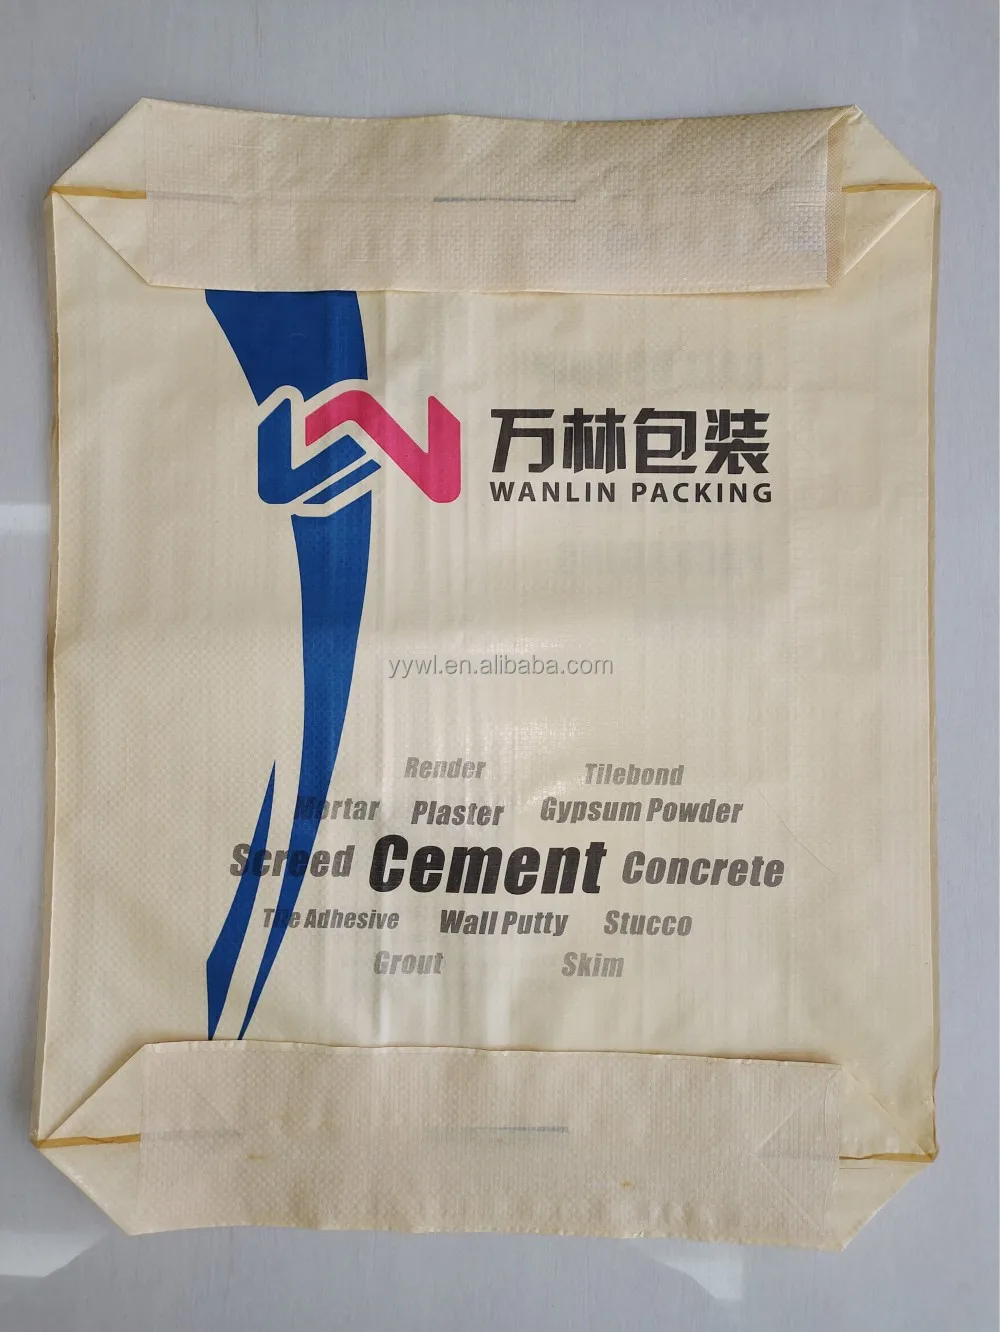 万林包装
WANLIN PACKING
yywl.en.alibaba.com
Render Tilebond
Mortar Plaster Gypsum Powder
Screed Cement Concrete
Tile Adhesive Wall Putty Stucco
Grout Skim